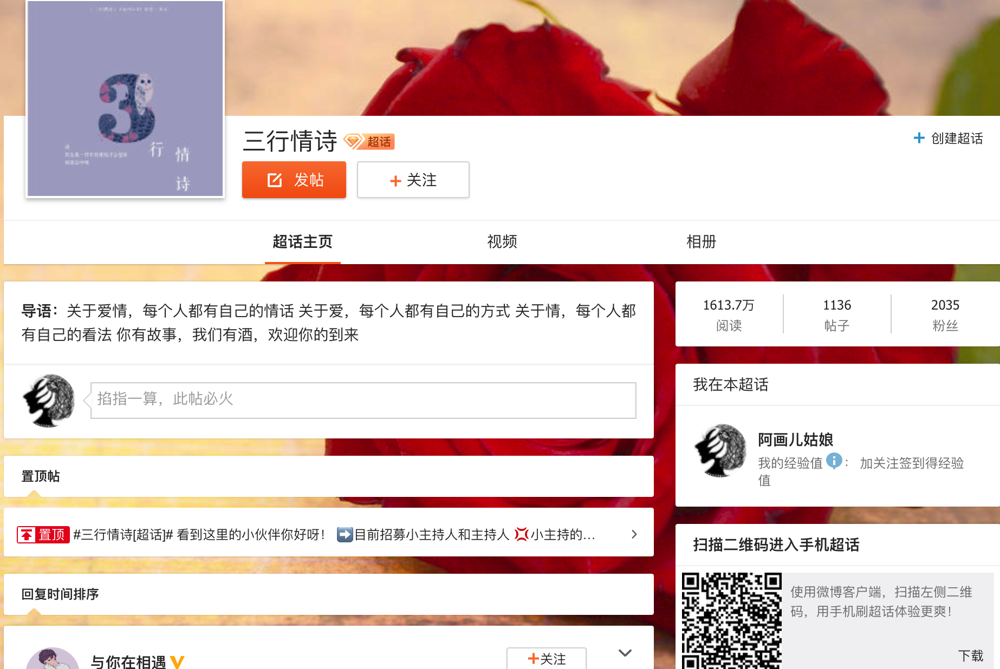 3
行
情
诗
三行情诗
超话
创建超话
发帖
+关注
超话主页
视频
相册
导语：关于爱情，每个人都有自己的情话 关于爱，每个人都有自己的方式 关于情，每个人都
有自己的看法 你有故事，我们有酒，欢迎你的到来
掐指一算，此帖必火
置顶帖
置顶 #三行情诗[超话]# 看到这里的小伙伴你好呀！ ➡️目前招募小主持人和主持人 💢小主持的...
回复时间排序
与你在相遇
+关注
1613.7万
阅读
1136
帖子
2035
粉丝
我在本超话
阿画儿姑娘
我的经验值： 加关注签到得经验
值
扫描二维码进入手机超话
使用微博客户端，扫描左侧二维
码，用手机刷超话体验更爽！
下载